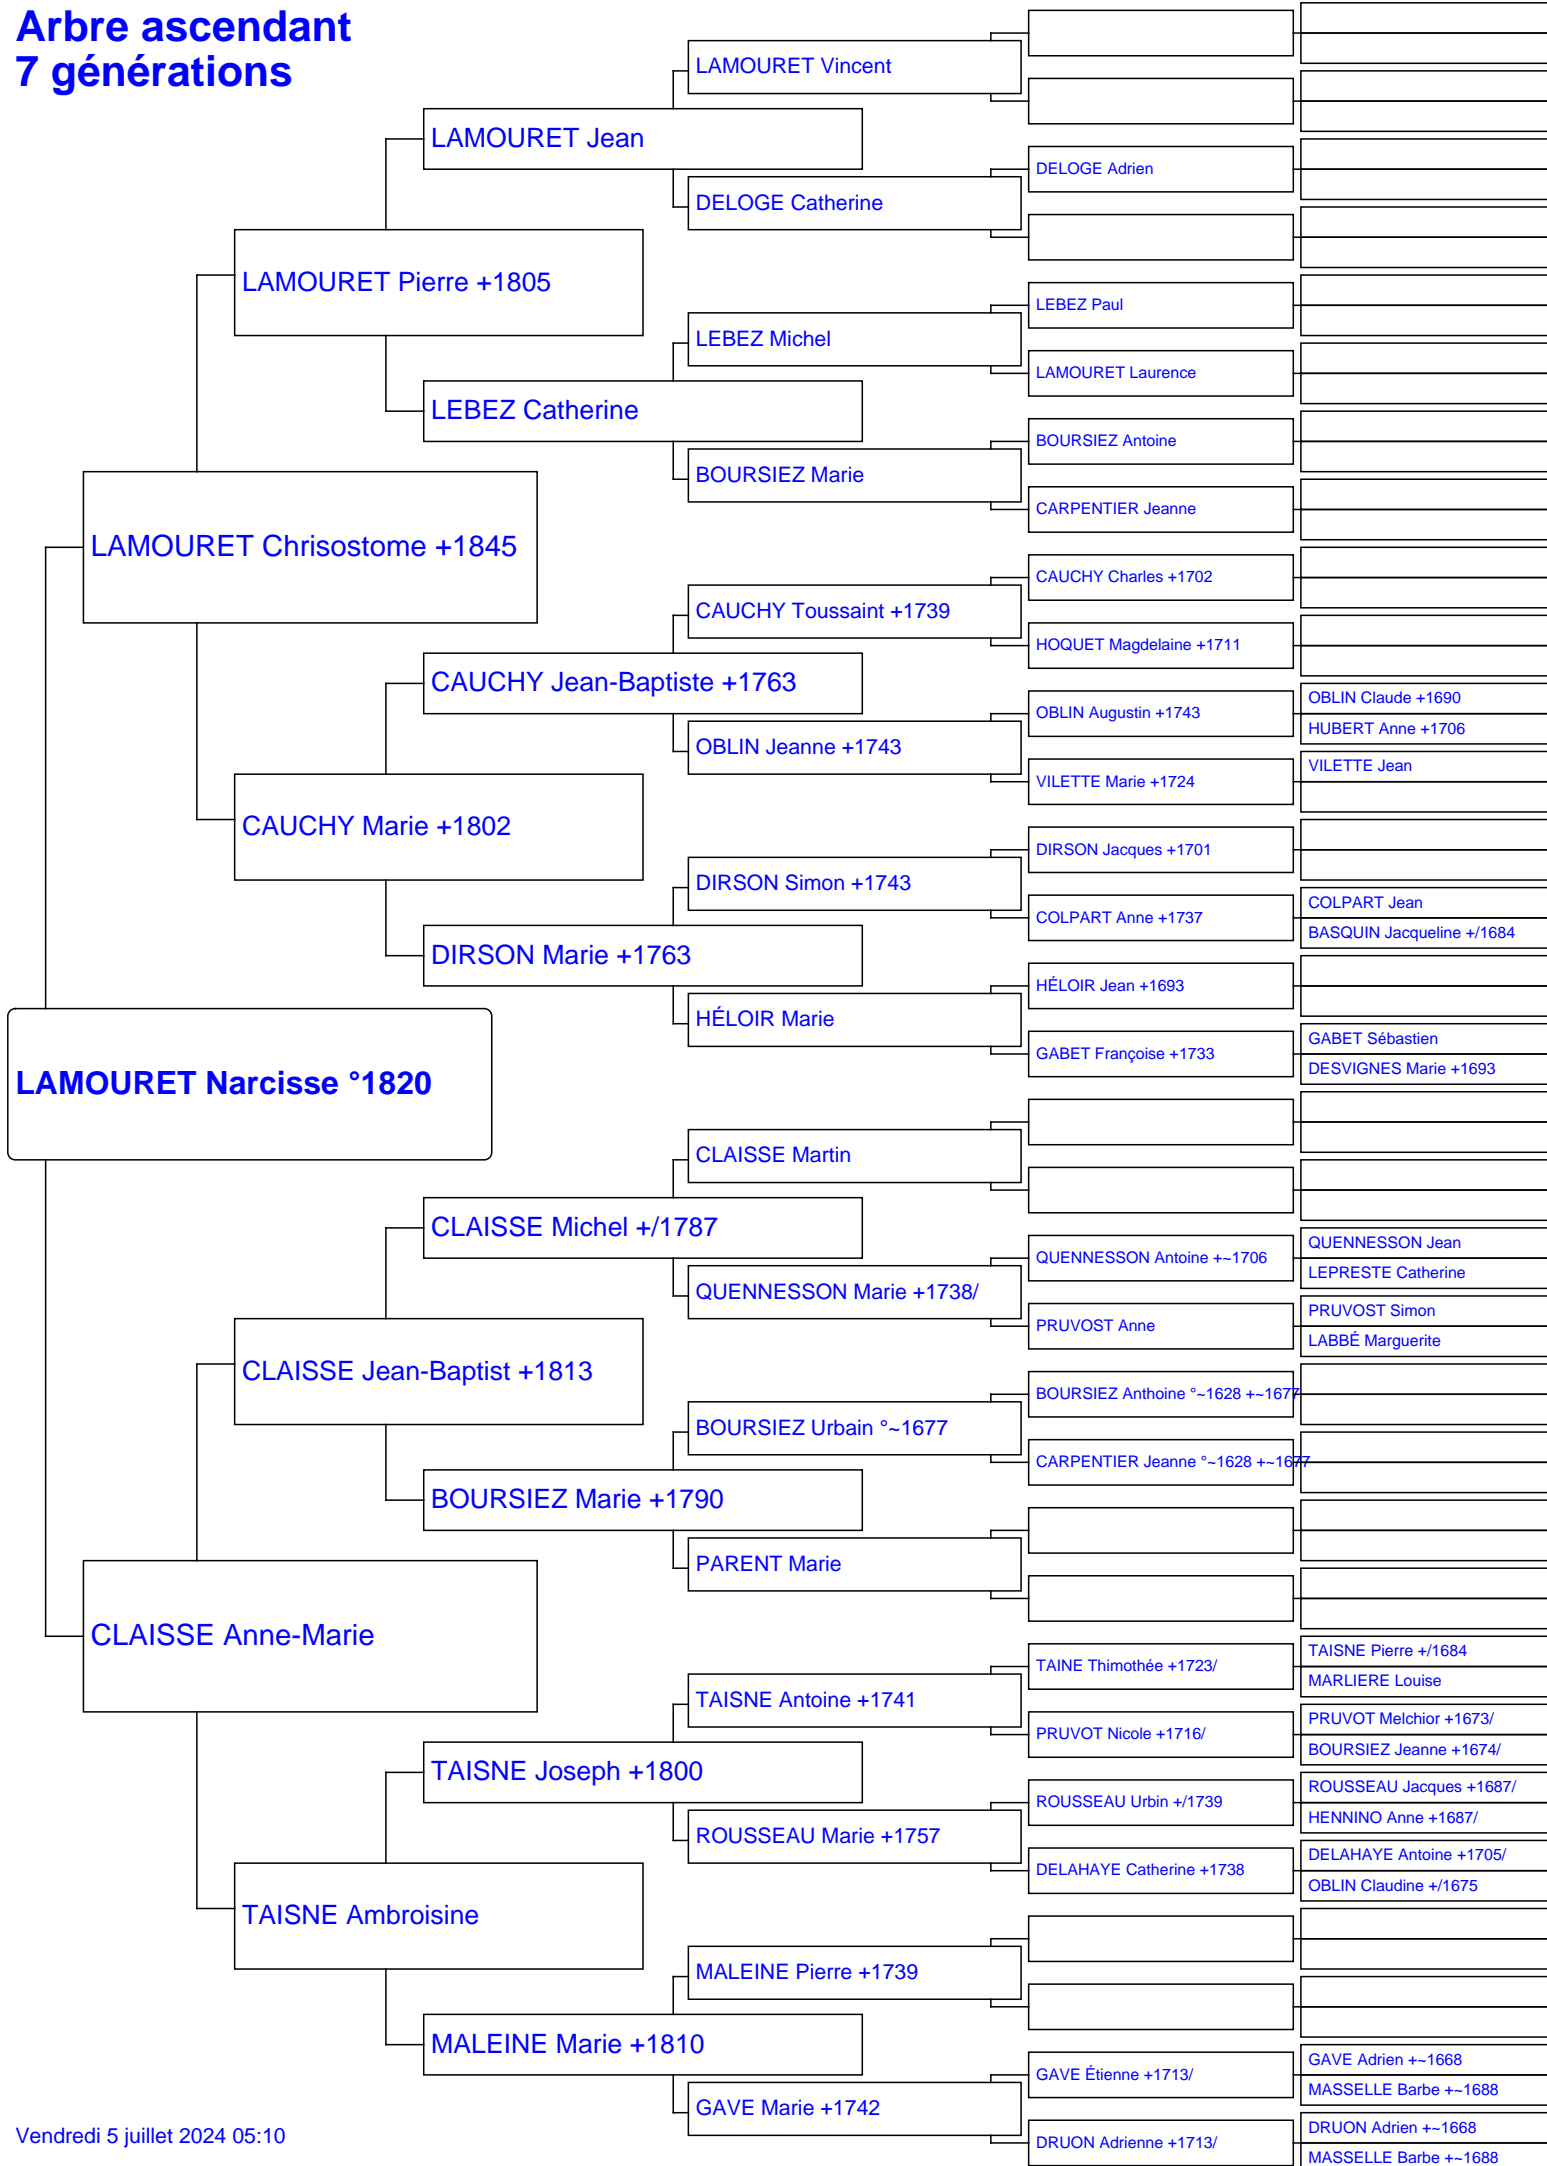 Arbre ascendant
7 générations
LAMOURET Vincent
LAMOURET Jean
DELOGE Adrien
DELOGE Catherine
LAMOURET Pierre +1805
LEBEZ Paul
LEBEZ Michel
LAMOURET Laurence
LEBEZ Catherine
BOURSIEZ Antoine
BOURSIEZ Marie
CARPENTIER Jeanne
LAMOURET Chrisostome +1845
CAUCHY Charles +1702
CAUCHY Toussaint +1739
HOQUET Magdelaine +1711
CAUCHY Jean-Baptiste +1763
OBLIN Claude +1690
OBLIN Augustin +1743
HUBERT Anne +1706
OBLIN Jeanne +1743
VILETTE Jean
VILETTE Marie +1724
CAUCHY Marie +1802
DIRSON Jacques +1701
DIRSON Simon +1743
COLPART Jean
COLPART Anne +1737
BASQUIN Jacqueline +/1684
DIRSON Marie +1763
HÉLOIR Jean +1693
HÉLOIR Marie
GABET Sébastien
GABET Françoise +1733
DESVIGNES Marie +1693
LAMOURET Narcisse °1820
CLAISSE Martin
CLAISSE Michel +/1787
QUENNESSON Jean
QUENNESSON Antoine +~1706
LEPRESTE Catherine
QUENNESSON Marie +1738/
PRUVOST Simon
PRUVOST Anne
LABBÉ Marguerite
CLAISSE Jean-Baptist +1813
BOURSIEZ Anthoine °~1628 +~1677
BOURSIEZ Urbain °~1677
CARPENTIER Jeanne °~1628 +~1677
BOURSIEZ Marie +1790
PARENT Marie
CLAISSE Anne-Marie
TAISNE Pierre +/1684
TAINE Thimothée +1723/
MARLIERE Louise
TAISNE Antoine +1741
PRUVOT Melchior +1673/
PRUVOT Nicole +1716/
BOURSIEZ Jeanne +1674/
TAISNE Joseph +1800
ROUSSEAU Jacques +1687/
ROUSSEAU Urbin +/1739
HENNINO Anne +1687/
ROUSSEAU Marie +1757
DELAHAYE Antoine +1705/
DELAHAYE Catherine +1738
OBLIN Claudine +/1675
TAISNE Ambroisine
MALEINE Pierre +1739
MALEINE Marie +1810
GAVE Adrien +~1668
GAVE Étienne +1713/
MASSELLE Barbe +~1688
GAVE Marie +1742
DRUON Adrien +~1668
DRUON Adrienne +1713/
MASSELLE Barbe +~1688
Vendredi 5 juillet 2024 05:10